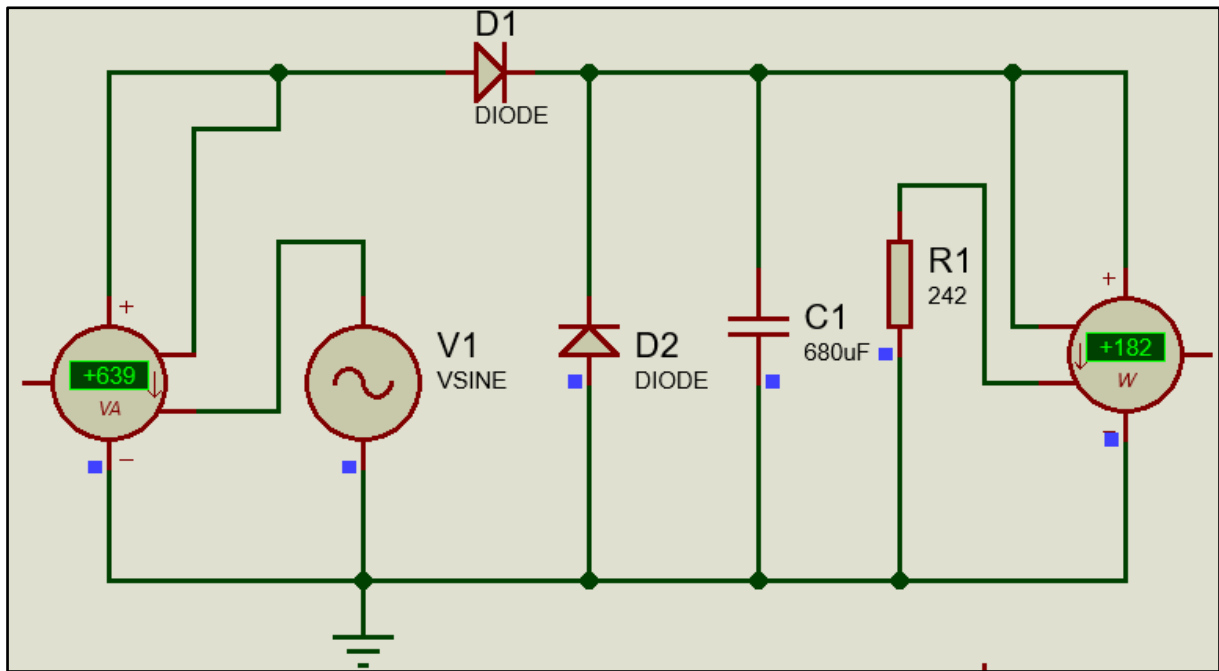 D1
DIODE
+
+639
VA
−
V1
VSINE
D2
DIODE
C1
680uF
R1
242
+
+182
W
−